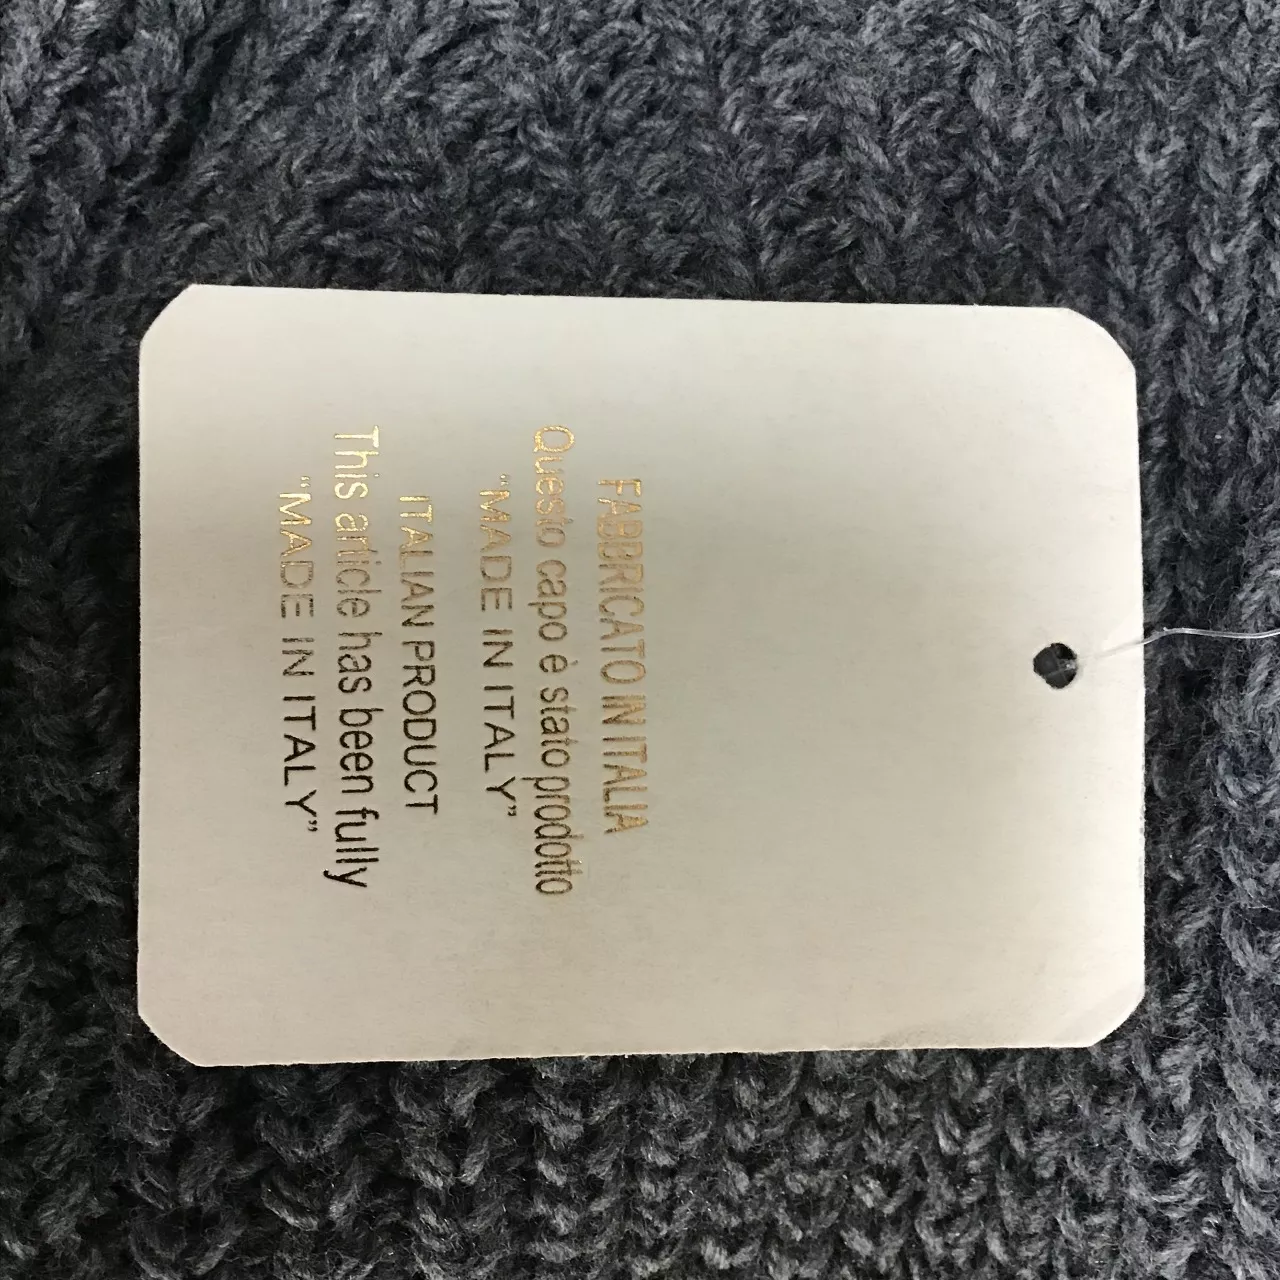 FABBRICATO IN ITALIA
Questo capo è stato prodotto
"MADE IN ITALY"
ITALIAN PRODUCT
This article has been fully
"MADE IN ITALY"